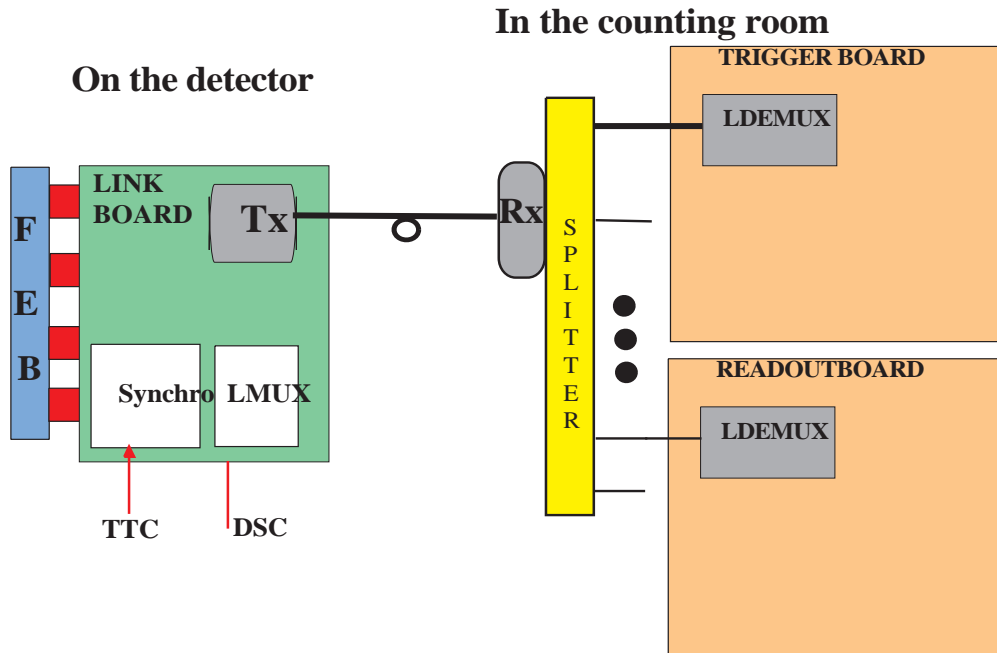 In the counting room
On the detector
TRIGGER BOARD
LDEMUX
LINK
BOARD
Tx
Rx
F
E
B
SPLITTER
Synchro
LMUX
READOUTBOARD
LDEMUX
TTC
DSC